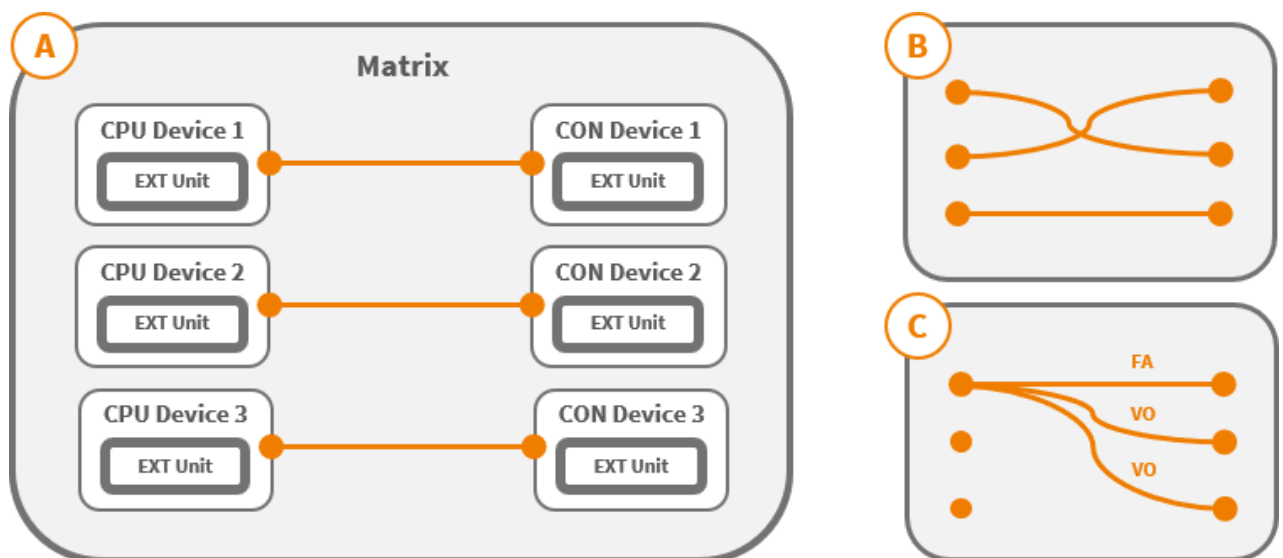 A
Matrix
CPU Device 1
EXT Unit
CON Device 1
EXT Unit
CPU Device 2
EXT Unit
CON Device 2
EXT Unit
CPU Device 3
EXT Unit
CON Device 3
EXT Unit
B
C
FA
VO
VO